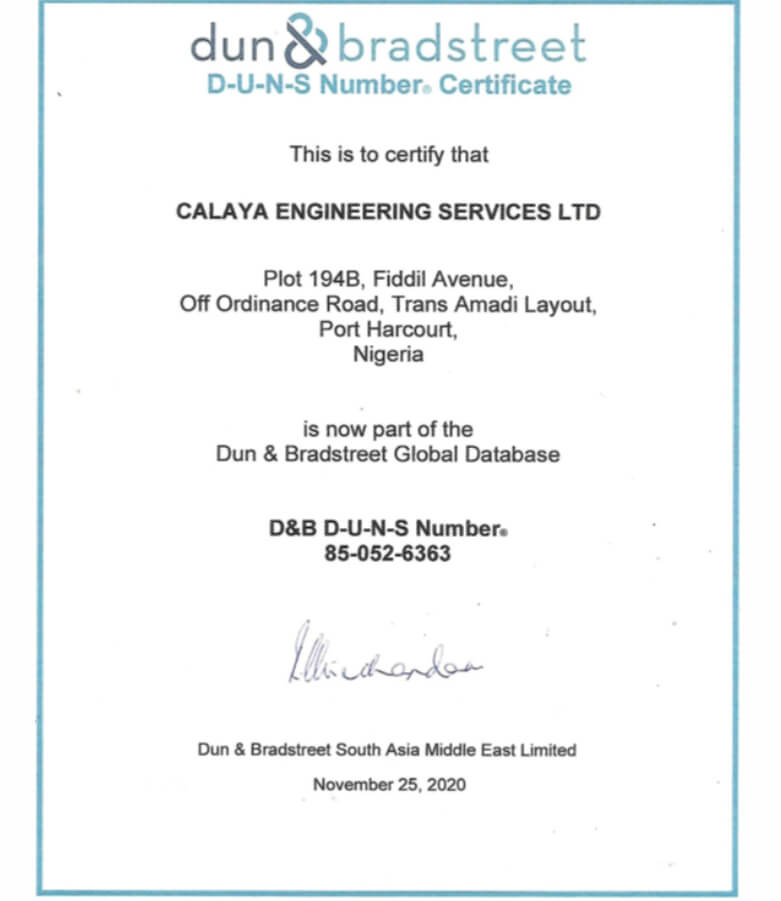 dun & bradstreet
D-U-N-S Number® Certificate
This is to certify that
CALAYA ENGINEERING SERVICES LTD
Plot 194B, Fiddil Avenue,
Off Ordinance Road, Trans Amadi Layout,
Port Harcourt,
Nigeria
is now part of the
Dun & Bradstreet Global Database
D&B D-U-N-S Number®
85-052-6363
Dun & Bradstreet South Asia Middle East Limited
November 25, 2020